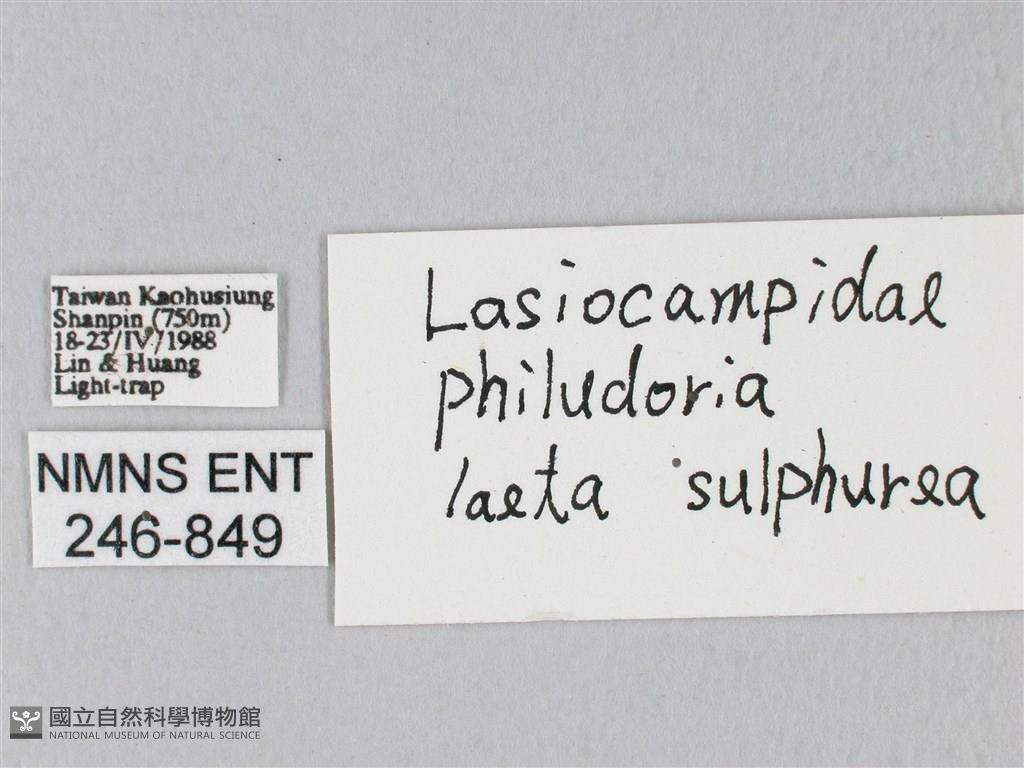 Taiwan Kaohusiung
Shanpin (750m)
18-23/IV/1988
Lin & Huang
Light-trap
NMNS ENT
246-849
Lasiocampidae
philudoria
laeta sulphurea
國立自然科學博物館
NATIONAL MUSEUM OF NATURAL SCIENCE